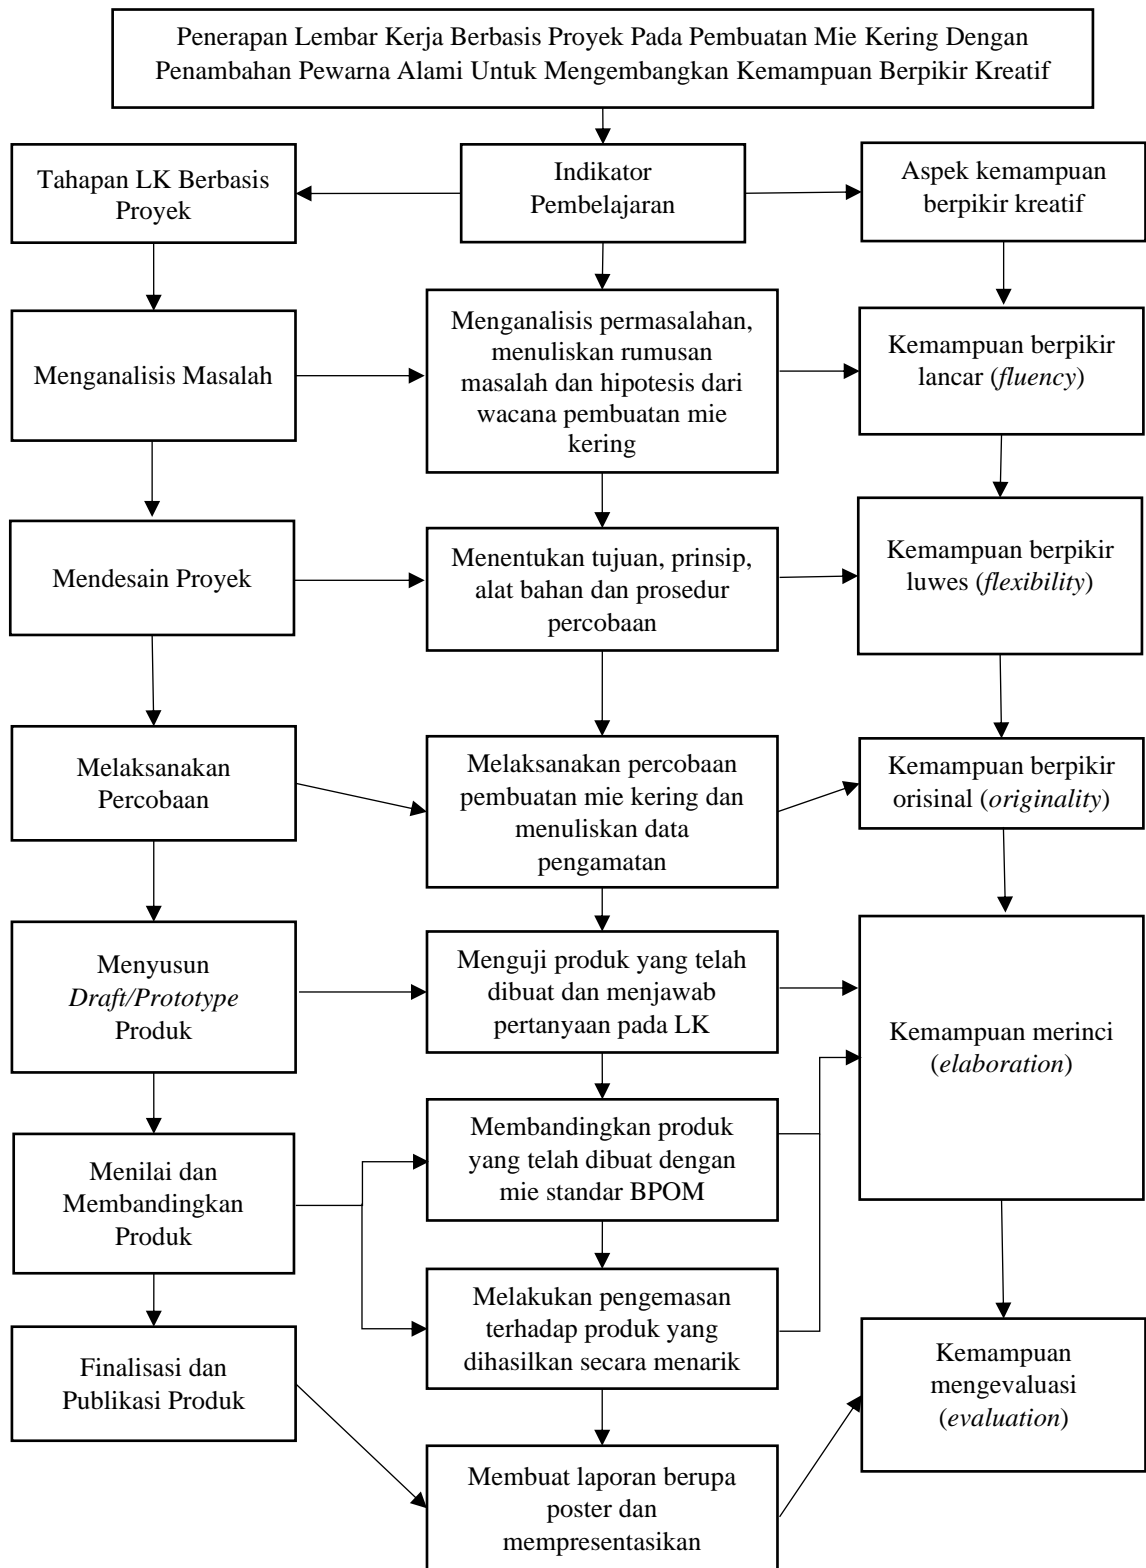 Penerapan Lembar Kerja Berbasis Proyek Pada Pembuatan Mie Kering Dengan
Penambahan Pewarna Alami Untuk Mengembangkan Kemampuan Berpikir Kreatif
Tahapan LK Berbasis
Proyek
Indikator
Pembelajaran
Aspek kemampuan
berpikir kreatif
Menganalisis Masalah
Menganalisis permasalahan,
menuliskan rumusan
masalah dan hipotesis dari
wacana pembuatan mie
kering
Kemampuan berpikir
lancar (fluency)
Mendesain Proyek
Menentukan tujuan, prinsip,
alat bahan dan prosedur
percobaan
Kemampuan berpikir
luwes (flexibility)
Melaksanakan
Percobaan
Melaksanakan percobaan
pembuatan mie kering dan
menuliskan data
pengamatan
Kemampuan berpikir
orisinal (originality)
Menyusun
Draft/Prototype
Produk
Menguji produk yang telah
dibuat dan menjawab
pertanyaan pada LK
Kemampuan merinci
(elaboration)
Menilai dan
Membandingkan
Produk
Membandingkan produk
yang telah dibuat dengan
mie standar BPOM
Melakukan pengemasan
terhadap produk yang
dihasilkan secara menarik
Finalisasi dan
Publikasi Produk
Membuat laporan berupa
poster dan
mempresentasikan
Kemampuan
mengevaluasi
(evaluation)